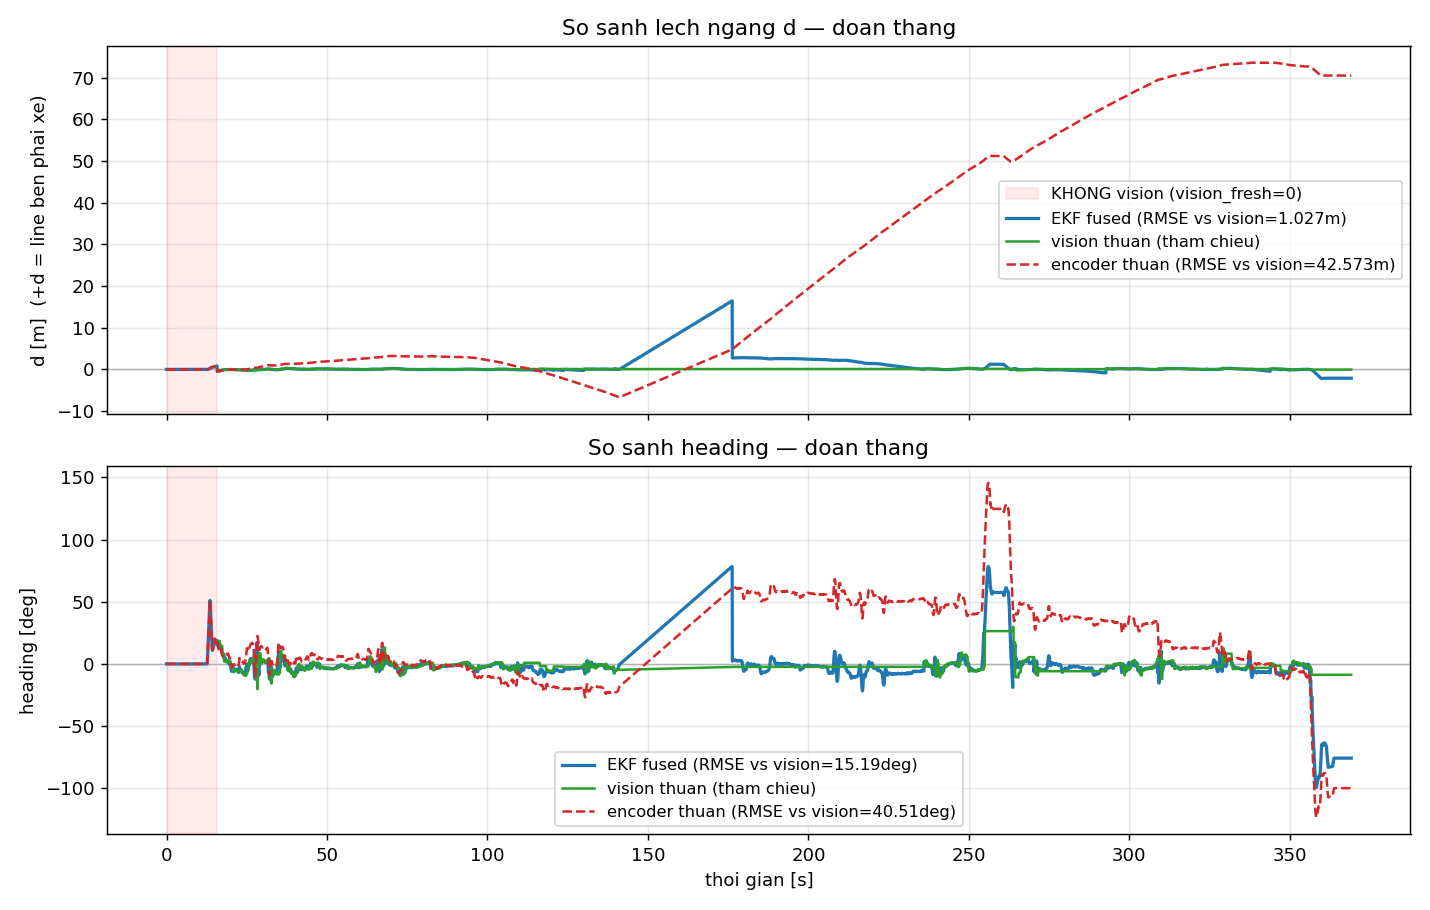 So sanh lech ngang d — doan thang
d [m]  (+d = line ben phai xe)
70
60
50
40
30
20
10
0
−10
KHONG vision (vision_fresh=0)
EKF fused (RMSE vs vision=1.027m)
vision thuan (tham chieu)
encoder thuan (RMSE vs vision=42.573m)
So sanh heading — doan thang
heading [deg]
150
100
50
0
−50
−100
EKF fused (RMSE vs vision=15.19deg)
vision thuan (tham chieu)
encoder thuan (RMSE vs vision=40.51deg)
0 50 100 150 200 250 300 350
thoi gian [s]